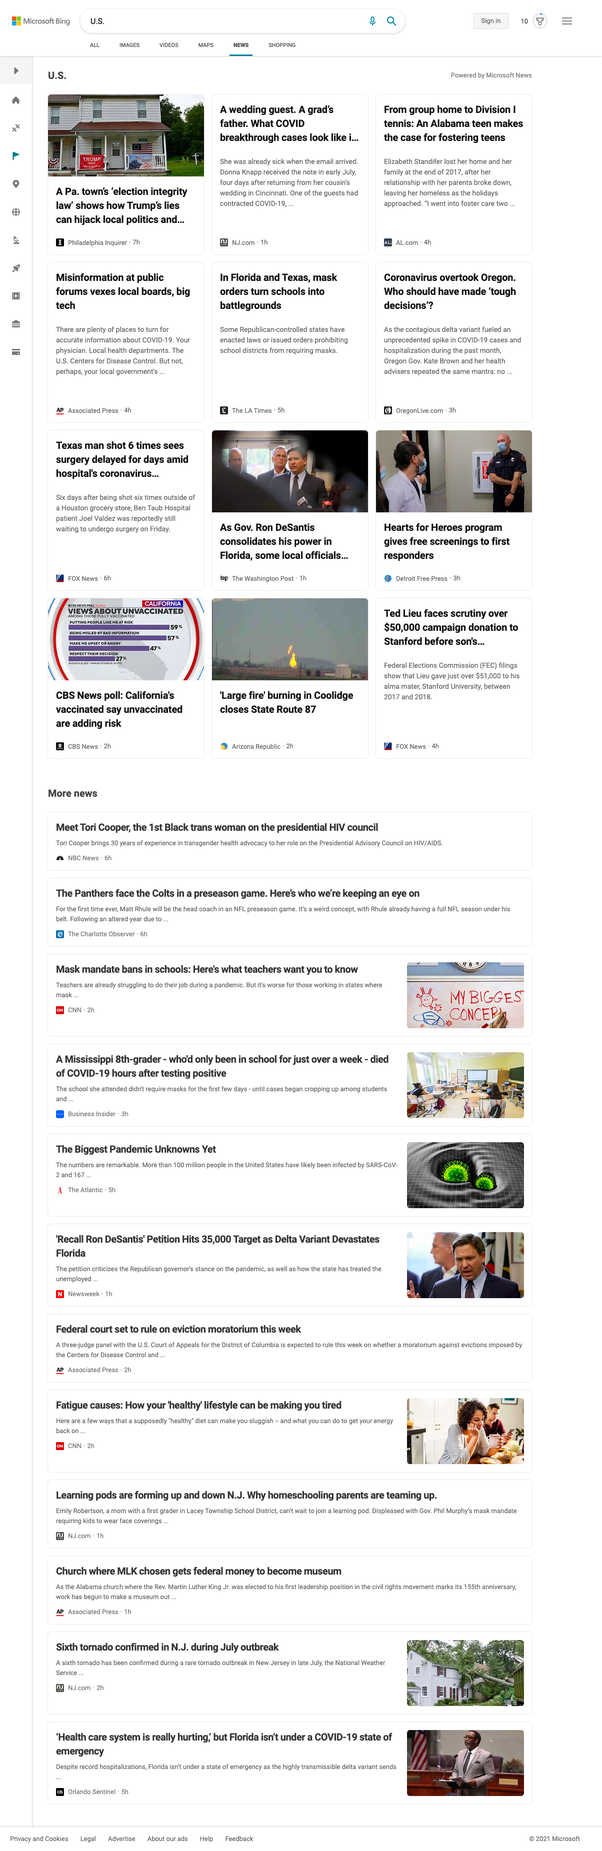 Microsoft Bing
U.S.
Sign in
10
ALL
IMAGES
VIDEOS
MAPS
NEWS
SHOPPING
U.S.
Powered by Microsoft News
TRUMP
A Pa. town's 'election integrity
law' shows how Trump's lies
can hijack local politics and...
Philadelphia Inquirer · 7h
A wedding guest. A grad's
father. What COVID
breakthrough cases look like i...
She was already sick when the email arrived.
Donna Knapp received the note in early July,
four days after returning from her cousin's
wedding in Cincinnati. One of the guests had
contracted COVID-19, ...
NJ.com · 1h
From group home to Division I
tennis: An Alabama teen makes
the case for fostering teens
Elizabeth Standifer lost her home and her
family at the end of 2017, after her
relationship with her parents broke down,
leaving her homeless as the holidays
approached. "I went into foster care two ...
AL.com · 4h
Misinformation at public
forums vexes local boards, big
tech
There are plenty of places to turn for
accurate information about COVID-19. Your
physician. Local health departments. The
U.S. Centers for Disease Control. But not,
perhaps, your local government's ...
AP Associated Press · 4h
In Florida and Texas, mask
orders turn schools into
battlegrounds
Some Republican-controlled states have
enacted laws or issued orders prohibiting
school districts from requiring masks.
The LA Times · 5h
Coronavirus overtook Oregon.
Who should have made 'tough
decisions'?
As the contagious delta variant fueled an
unprecedented spike in COVID-19 cases and
hospitalization during the past month,
Oregon Gov. Kate Brown and her health
advisers repeated the same mantra: no ...
OregonLive.com · 3h
Texas man shot 6 times sees
surgery delayed for days amid
hospital's coronavirus...
Six days after being shot six times outside of
a Houston grocery store, Ben Taub Hospital
patient Joel Valdez was reportedly still
waiting to undergo surgery on Friday.
FOX News · 6h
As Gov. Ron DeSantis
consolidates his power in
Florida, some local officials...
wp The Washington Post · 1h
Hearts for Heroes program
gives free screenings to first
responders
Detroit Free Press · 3h
CALIFORNIA
VIEWS ABOUT UNVACCINATED
AMONG THOSE FULLY VACCINATED
PUTTING PEOPLE LIKE ME AT RISK
59%
BEING MISLED BY BAD INFORMATION
57%
MAKE ME UPSET OR ANGRY
47%
RESPECT THEIR DECISION
27%
CBS News poll: California's
vaccinated say unvaccinated
are adding risk
CBS News · 2h
'Large fire' burning in Coolidge
closes State Route 87
Arizona Republic · 2h
Ted Lieu faces scrutiny over
$50,000 campaign donation to
Stanford before son's...
Federal Elections Commission (FEC) filings
show that Lieu gave just over $51,000 to his
alma mater, Stanford University, between
2017 and 2018.
FOX News · 4h
More news
Meet Tori Cooper, the 1st Black trans woman on the presidential HIV council
Tori Cooper brings 30 years of experience in transgender health advocacy to her role on the Presidential Advisory Council on HIV/AIDS.
NBC News · 6h
The Panthers face the Colts in a preseason game. Here's who we're keeping an eye on
For the first time ever, Matt Rhule will be the head coach in an NFL preseason game. It's a weird concept, with Rhule already having a full NFL season under his
belt. Following an altered year due to ...
The Charlotte Observer · 6h
Mask mandate bans in schools: Here's what teachers want you to know
Teachers are already struggling to do their job during a pandemic. But it's worse for those working in states where
mask ...
CNN · 2h
MY BIGGEST
CONCERN
A Mississippi 8th-grader - who'd only been in school for just over a week - died
of COVID-19 hours after testing positive
The school she attended didn't require masks for the first few days - until cases began cropping up among students
and ...
Business Insider · 3h
The Biggest Pandemic Unknowns Yet
The numbers are remarkable. More than 100 million people in the United States have likely been infected by SARS-CoV-
2 and 167 ...
The Atlantic · 5h
'Recall Ron DeSantis' Petition Hits 35,000 Target as Delta Variant Devastates
Florida
The petition criticizes the Republican governor's stance on the pandemic, as well as how the state has treated the
unemployed ...
N Newsweek · 1h
Federal court set to rule on eviction moratorium this week
A three-judge panel with the U.S. Court of Appeals for the District of Columbia is expected to rule this week on whether a moratorium against evictions imposed by
the Centers for Disease Control and ...
AP Associated Press · 2h
Fatigue causes: How your 'healthy' lifestyle can be making you tired
Here are a few ways that a supposedly "healthy" diet can make you sluggish – and what you can do to get your energy
back on ...
CNN · 2h
Learning pods are forming up and down N.J. Why homeschooling parents are teaming up.
Emily Robertson, a mom with a first grader in Lacey Township School District, can't wait to join a learning pod. Displeased with Gov. Phil Murphy's mask mandate
requiring kids to wear face coverings ...
NJ.com · 1h
Church where MLK chosen gets federal money to become museum
As the Alabama church where the Rev. Martin Luther King Jr. was elected to his first leadership position in the civil rights movement marks its 155th anniversary,
work has begun to make a museum out ...
AP Associated Press · 1h
Sixth tornado confirmed in N.J. during July outbreak
A sixth tornado has been confirmed during a rare tornado outbreak in New Jersey in late July, the National Weather
Service ...
NJ.com · 2h
'Health care system is really hurting,' but Florida isn't under a COVID-19 state of
emergency
Despite record hospitalizations, Florida isn't under a state of emergency as the highly transmissible delta variant sends
...
OS Orlando Sentinel · 5h
Privacy and Cookies
Legal
Advertise
About our ads
Help
Feedback
© 2021 Microsoft